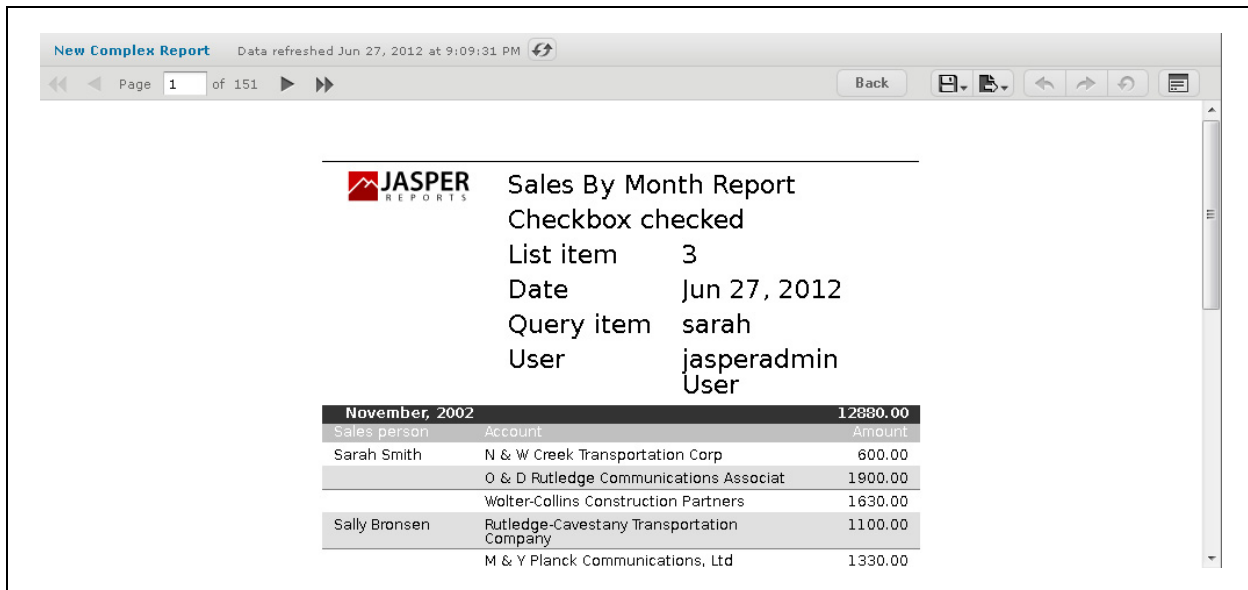 New Complex Report Data refreshed Jun 27, 2012 at 9:09:31 PM
Page 1 of 151 Back
JASPER
REPORTS
Sales By Month Report
Checkbox checked
List item 3
Date Jun 27, 2012
Query item sarah
User jasperadmin
User
November, 2002 12880.00
Sales person Account Amount
Sarah Smith N & W Creek Transportation Corp 600.00
O & D Rutledge Communications Associat 1900.00
Wolter-Collins Construction Partners 1630.00
Sally Bronsen Rutledge-Cavestany Transportation 1100.00
Company
M & Y Planck Communications, Ltd 1330.00